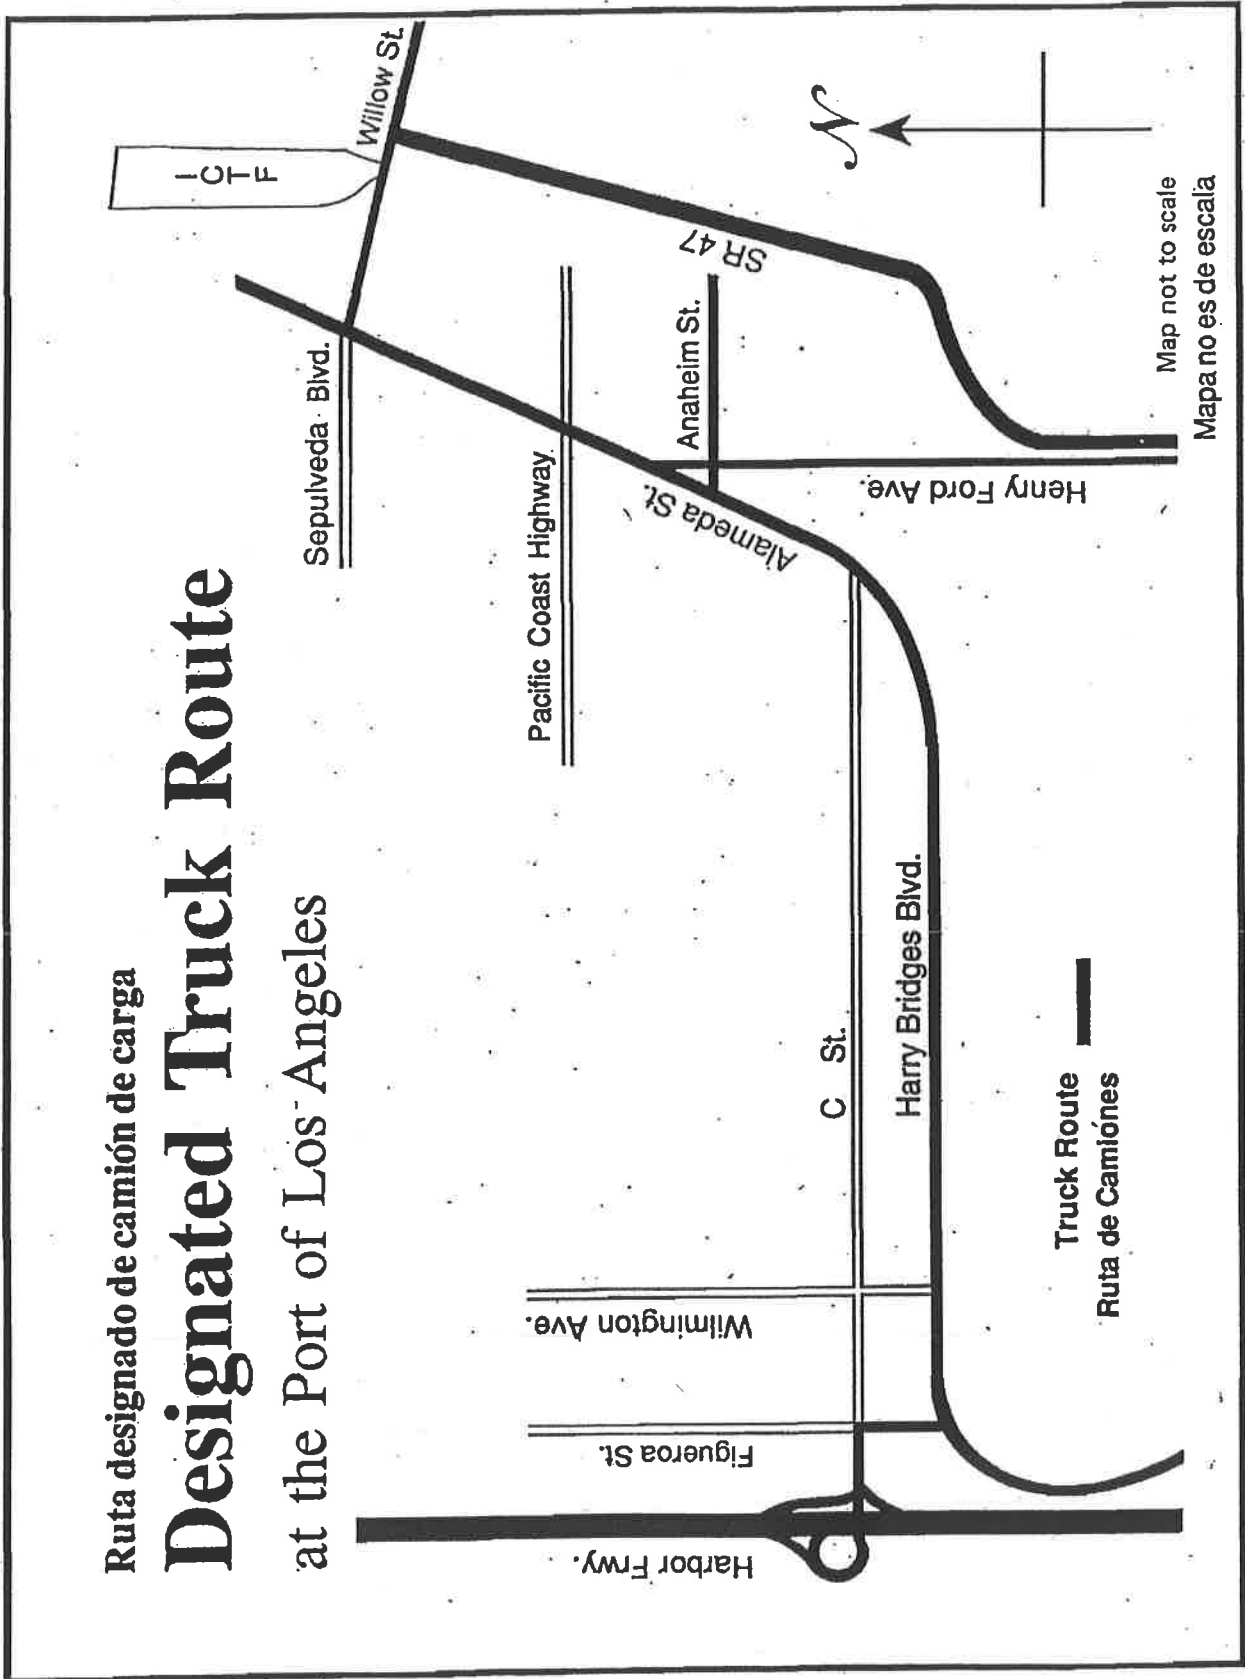 Ruta designado de camión de carga
Designated Truck Route
at the Port of Los Angeles
I
C
T
F
Willow St.
Sepulveda Blvd.
Pacific Coast Highway
SR 47
Anaheim St.
Alameda St.
Henry Ford Ave.
N
C St.
Harry Bridges Blvd.
Wilmington Ave.
Figueroa St.
Harbor Frwy.
Truck Route
Ruta de Camiónes
Map not to scale
Mapa no es de escala